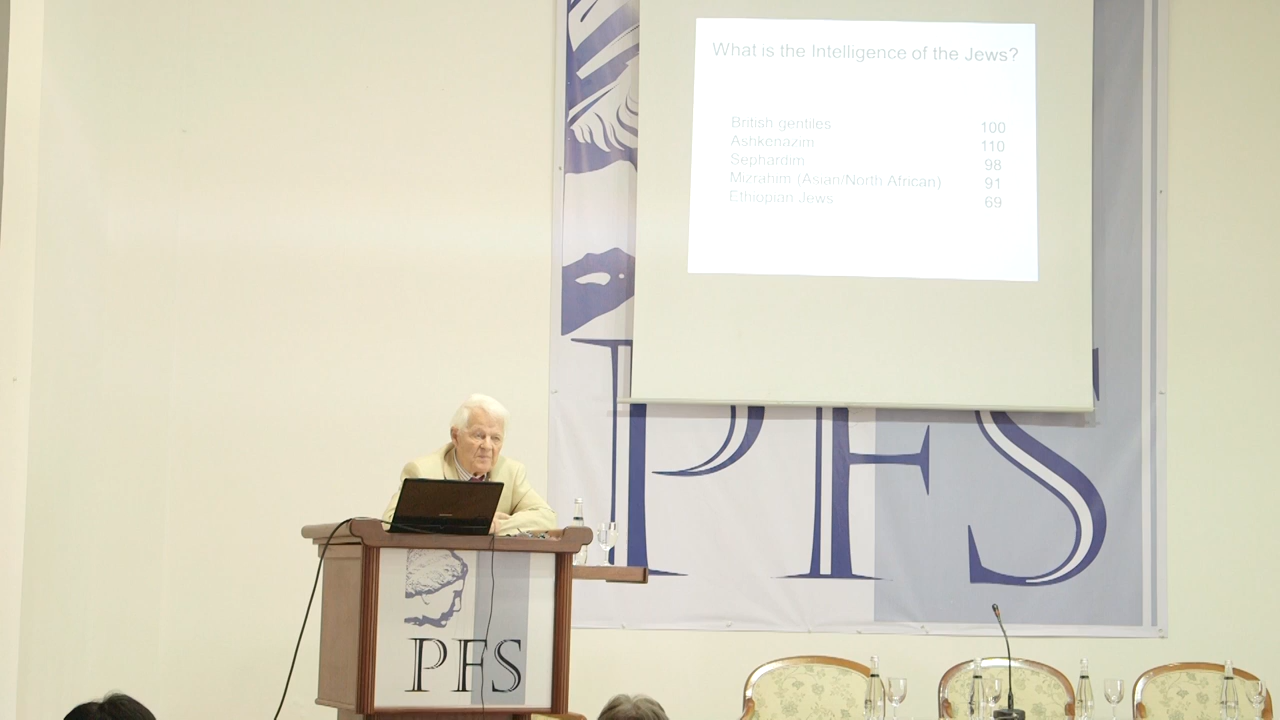 What is the Intelligence of the Jews?
British gentiles 100
Ashkenazim 110
Sephardim 98
Mizrahim (Asian/North African) 91
Ethiopian Jews 69
PFS
PFS